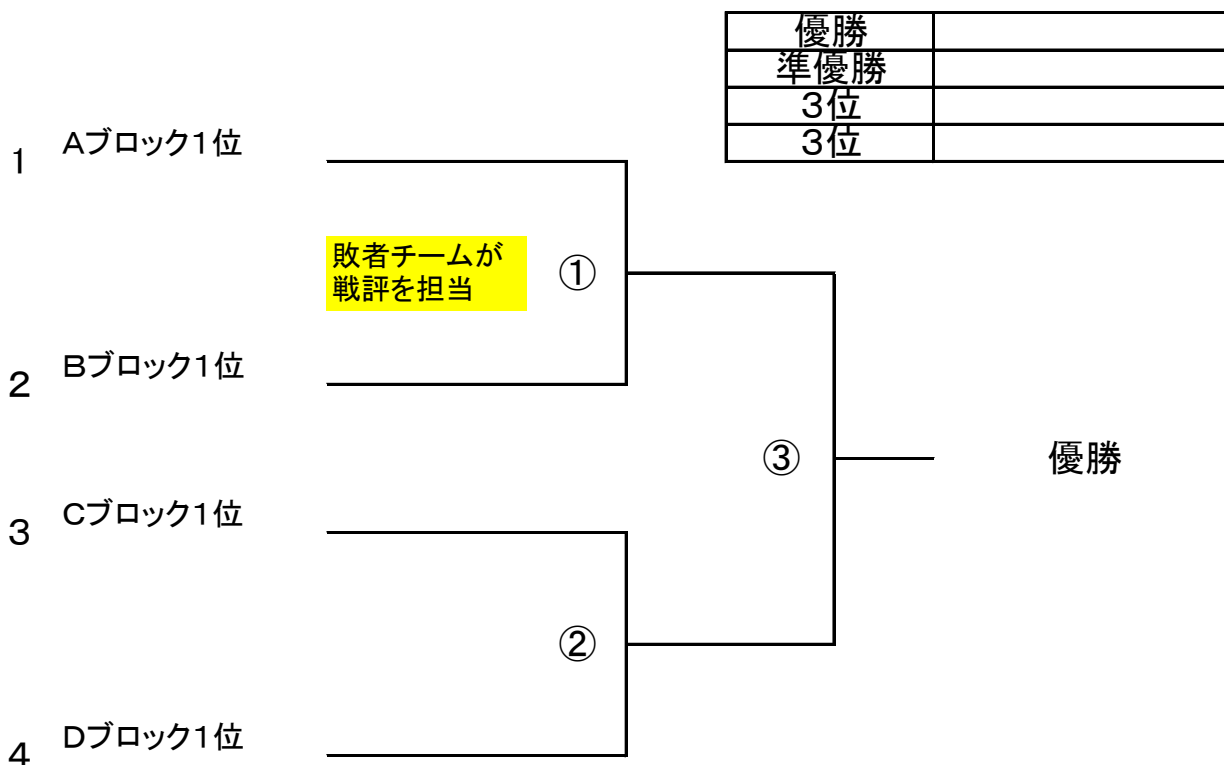 優勝
準優勝
３位
３位
1 Aブロック１位
敗者チームが
戦評を担当
①
2 Bブロック１位
③ 優勝
3 Cブロック１位
②
4 Dブロック１位